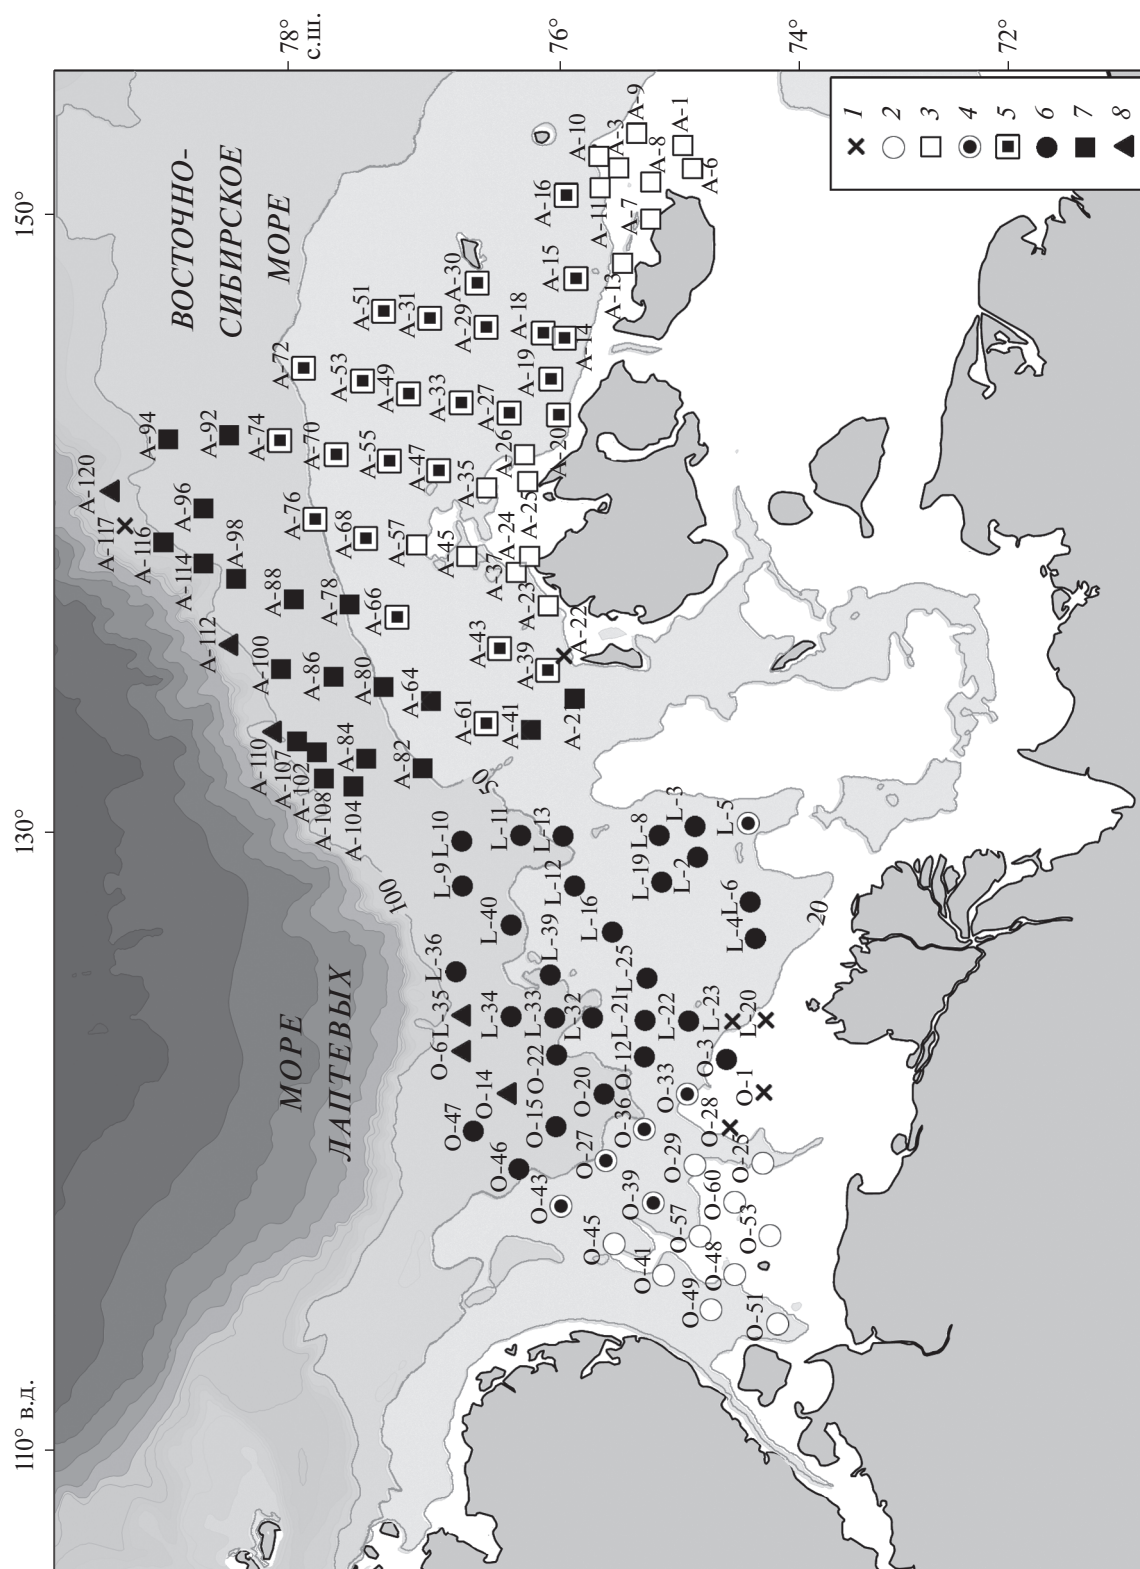 110° в.д.
130°
150°
78°
с.ш.
76°
74°
72°
ВОСТОЧНО-
СИБИРСКОЕ
МОРЕ
МОРЕ
ЛАПТЕВЫХ
100
50
20
1
2
3
4
5
6
7
8
A-120
A-117
A-116
A-114
A-112
A-110
A-107
A-102
A-108
A-104
A-94
A-92
A-96
A-98
A-88
A-78
A-100
A-86
A-80
A-64
A-84
A-82
A-74
A-70
A-55
A-47
A-35
A-76
A-68
A-57
A-45
A-37
A-66
A-43
A-39
A-61
A-41
A-21
A-22
A-23
A-24
A-25
A-26
A-20
A-72
A-53
A-49
A-33
A-27
A-19
A-51
A-31
A-29
A-30
A-18
A-14
A-15
A-16
A-13
A-11
A-10
A-3
A-9
A-7
A-8
A-1
A-6
L-10
L-9
L-11
L-13
L-12
L-8
L-3
L-5
L-19
L-2
L-6
L-4
L-40
L-16
L-36
L-39
L-25
L-35
L-34
L-33
L-32
L-21
L-22
L-23
L-20
O-6
O-14
O-22
O-12
O-3
O-1
O-47
O-15
O-20
O-33
O-28
O-46
O-36
O-27
O-29
O-25
O-43
O-39
O-60
O-45
O-57
O-53
O-41
O-48
O-49
O-51